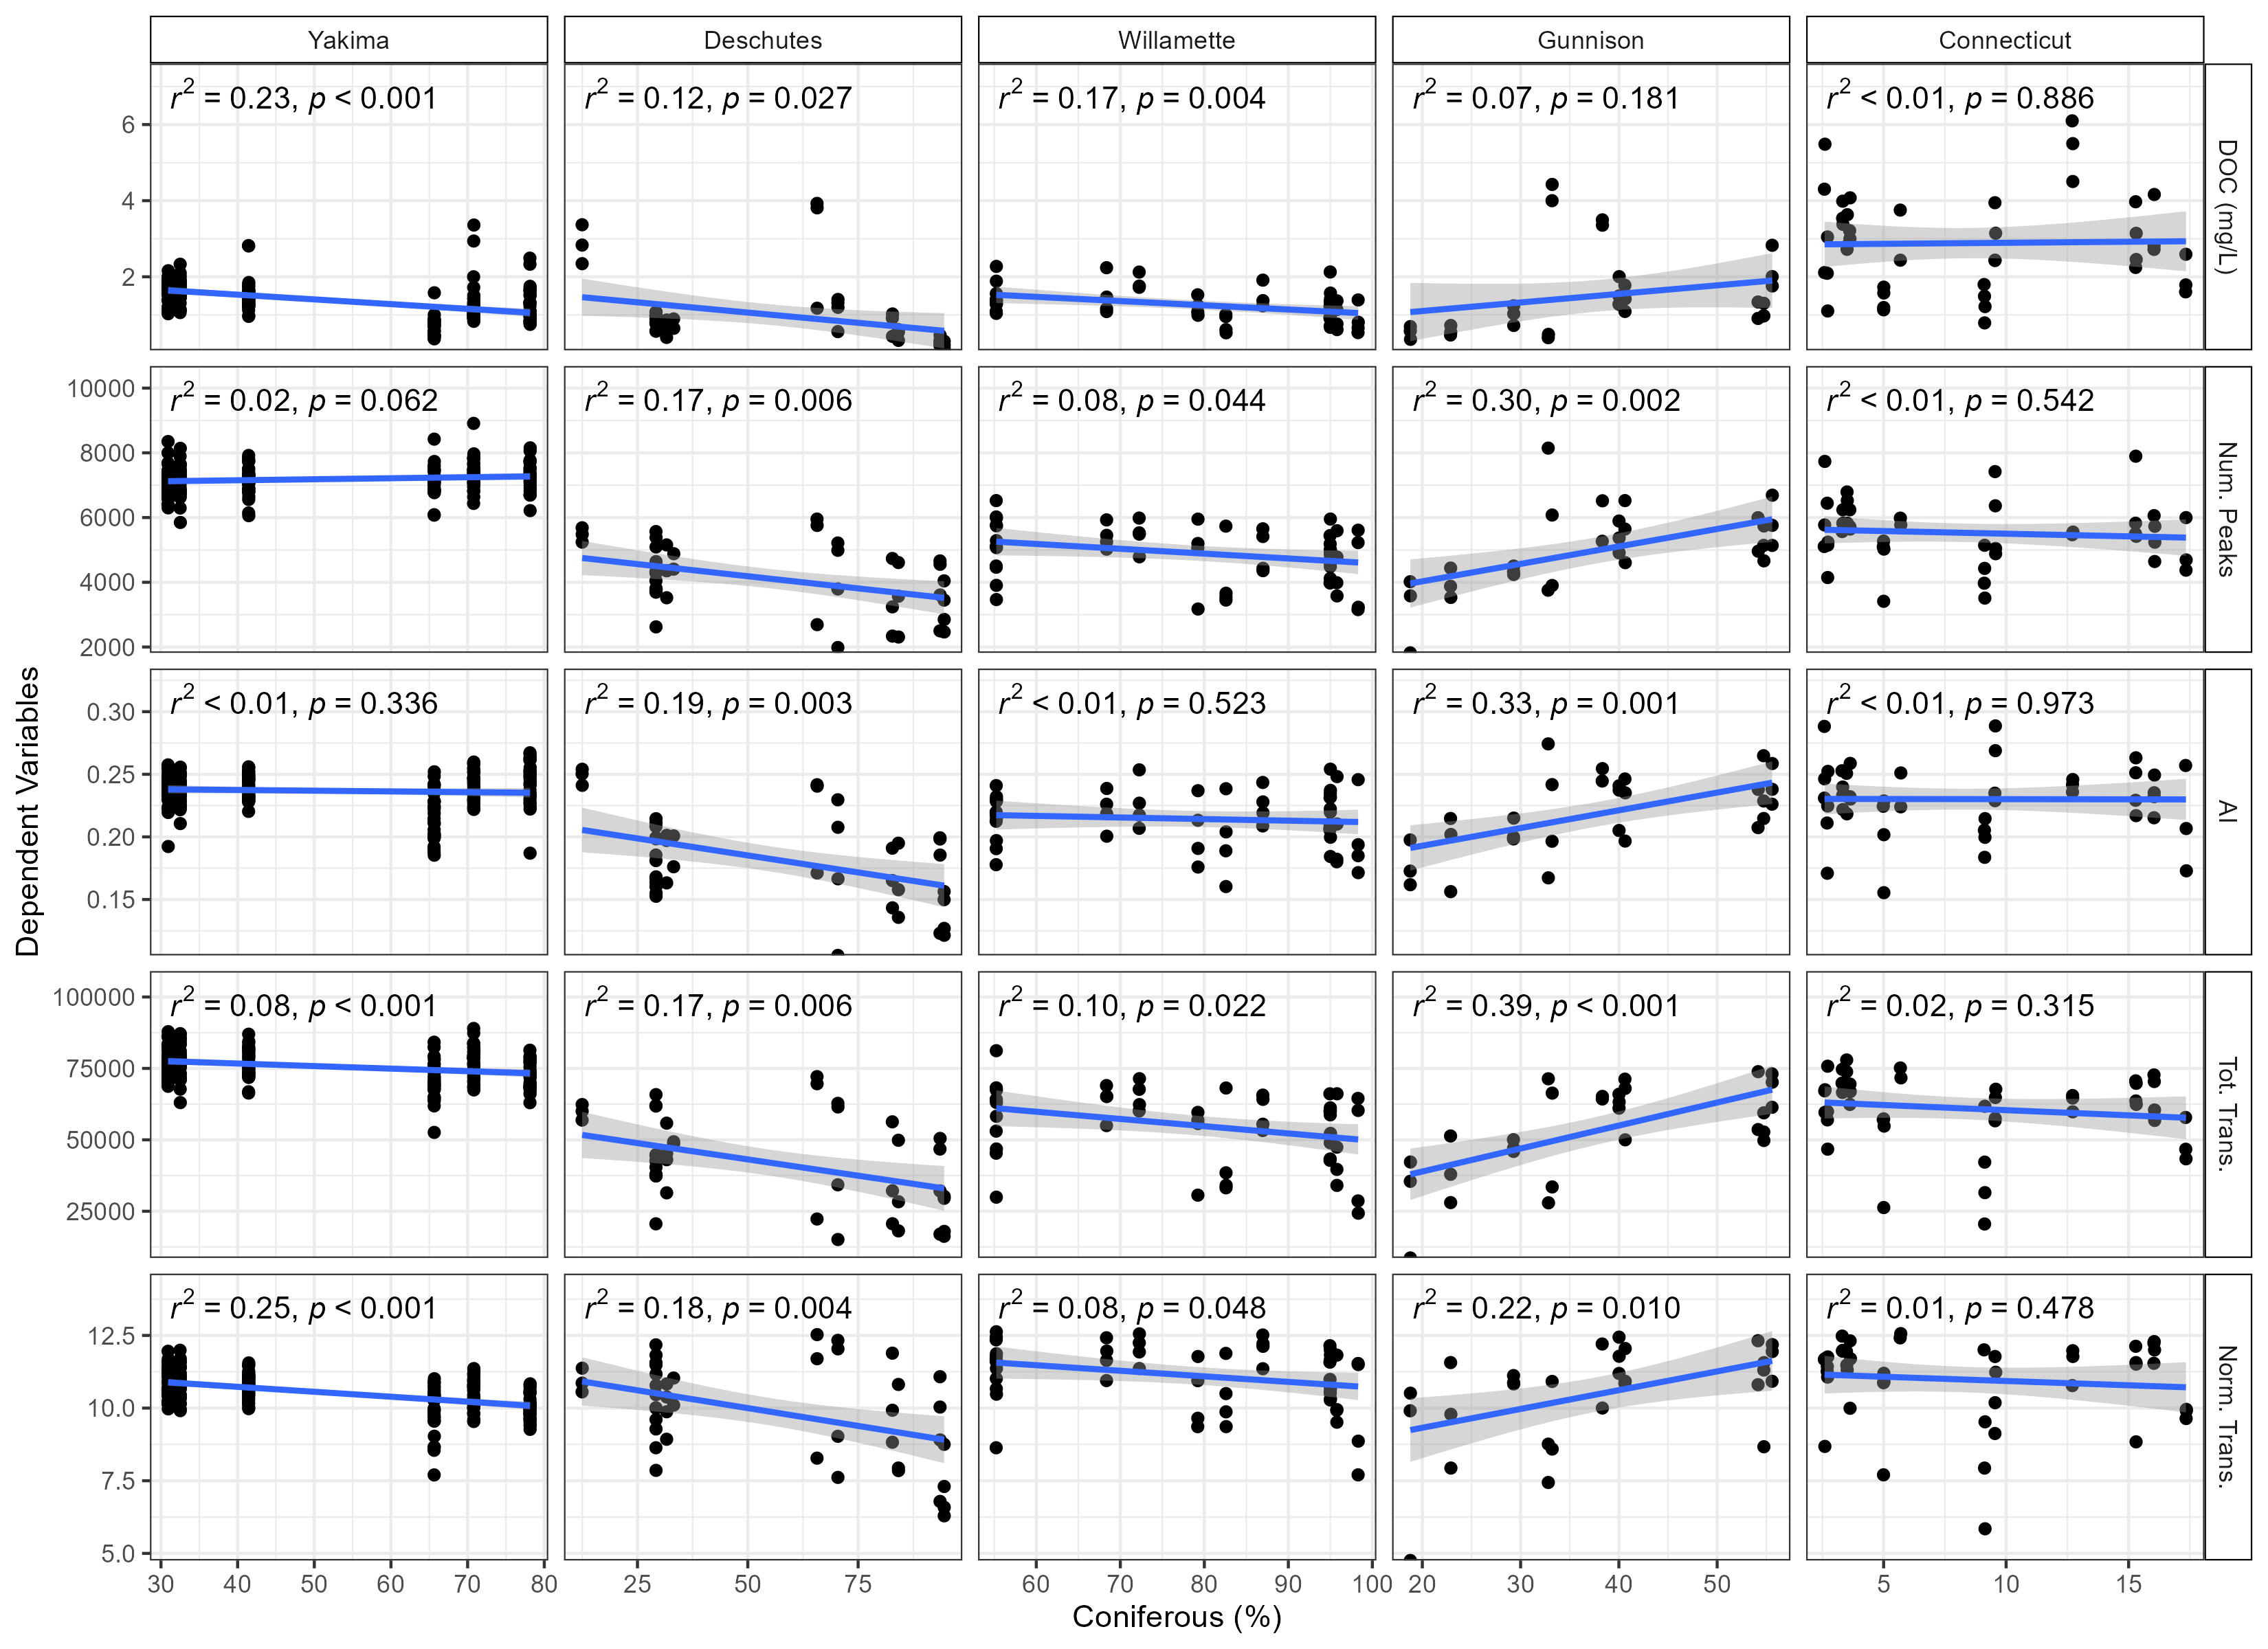 Yakima Deschutes Willamette Gunnison Connecticut
r² = 0.23, p < 0.001 r² = 0.12, p = 0.027 r² = 0.17, p = 0.004 r² = 0.07, p = 0.181 r² < 0.01, p = 0.886
6
4
2
DOC (mg/L)
r² = 0.02, p = 0.062 r² = 0.17, p = 0.006 r² = 0.08, p = 0.044 r² = 0.30, p = 0.002 r² < 0.01, p = 0.542
10000
8000
6000
4000
2000
Num. Peaks
Dependent Variables
r² < 0.01, p = 0.336 r² = 0.19, p = 0.003 r² < 0.01, p = 0.523 r² = 0.33, p = 0.001 r² < 0.01, p = 0.973
0.30
0.25
0.20
0.15
AI
r² = 0.08, p < 0.001 r² = 0.17, p = 0.006 r² = 0.10, p = 0.022 r² = 0.39, p < 0.001 r² = 0.02, p = 0.315
100000
75000
50000
25000
Tot. Trans.
r² = 0.25, p < 0.001 r² = 0.18, p = 0.004 r² = 0.08, p = 0.048 r² = 0.22, p = 0.010 r² = 0.01, p = 0.478
12.5
10.0
7.5
5.0
Norm. Trans.
30 40 50 60 70 80 25 50 75 60 70 80 90 100 20 30 40 50 5 10 15
Coniferous (%)